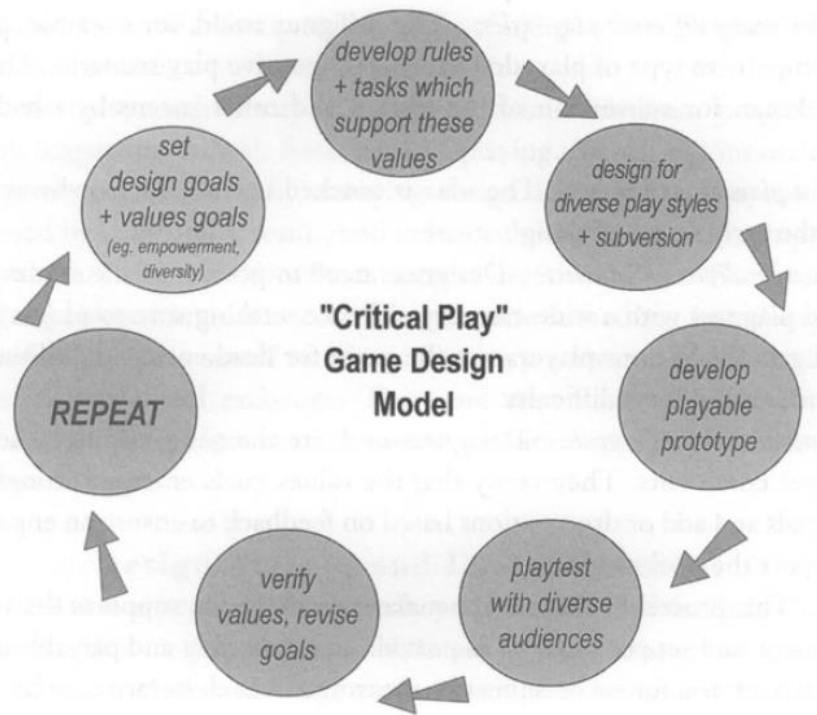 develop rules
+ tasks which
support these
values
design for
diverse play styles
+ subversion
develop
playable
prototype
playtest
with diverse
audiences
verify
values, revise
goals
REPEAT
set
design goals
+ values goals
(eg. empowerment,
diversity)
"Critical Play"
Game Design
Model